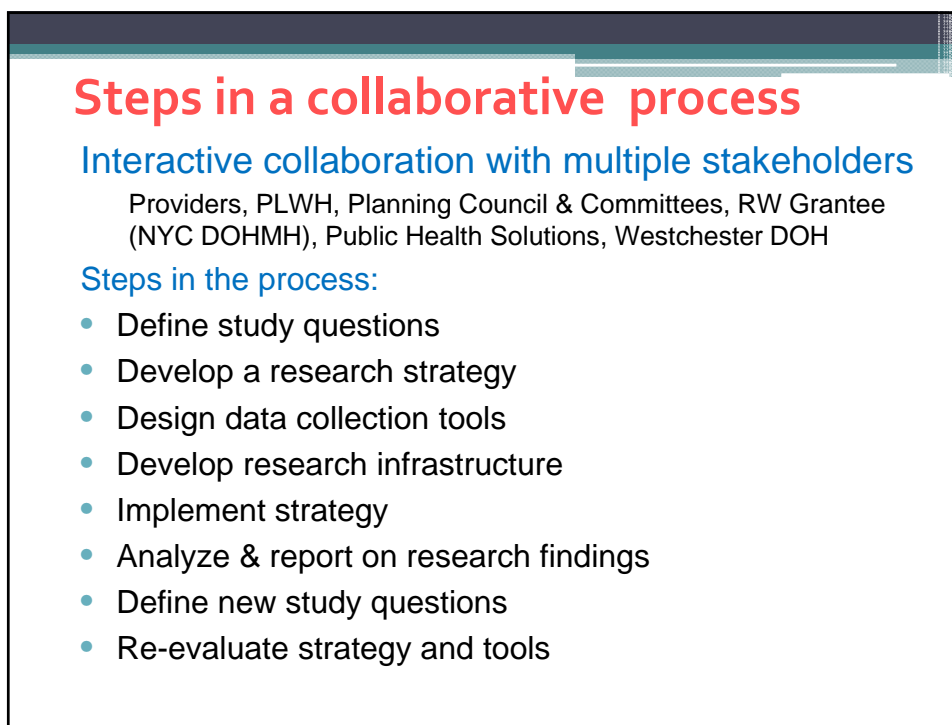 Steps in a collaborative process
Interactive collaboration with multiple stakeholders
Providers, PLWH, Planning Council & Committees, RW Grantee
(NYC DOHMH), Public Health Solutions, Westchester DOH
Steps in the process:
• Define study questions
• Develop a research strategy
• Design data collection tools
• Develop research infrastructure
• Implement strategy
• Analyze & report on research findings
• Define new study questions
• Re-evaluate strategy and tools